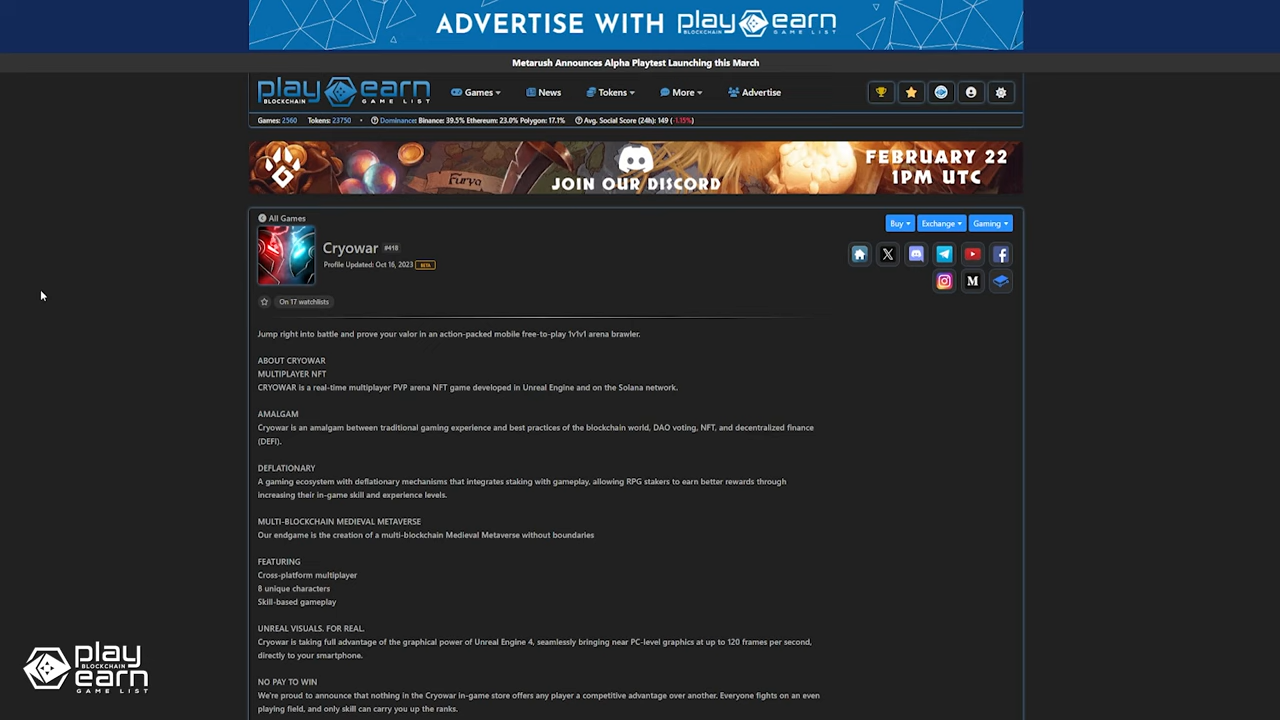 ADVERTISE WITH play earn
BLOCKCHAIN GAME LIST
Metarush Announces Alpha Playtest Launching this March
play earn
BLOCKCHAIN GAME LIST
Games
News
Tokens
More
Advertise
Games: 2560 Tokens: 23750 • Dominance: Binance: 39.5% Ethereum: 23.0% Polygon: 17.1% Avg. Social Score (24h): 149 (-1.15%)
Furya
JOIN OUR DISCORD
FEBRUARY 22
1PM UTC
All Games
Buy
Exchange
Gaming
Cryowar #418
Profile Updated: Oct 16, 2023 BETA
On 17 watchlists
Jump right into battle and prove your valor in an action-packed mobile free-to-play 1v1v1 arena brawler.
ABOUT CRYOWAR
MULTIPLAYER NFT
CRYOWAR is a real-time multiplayer PVP arena NFT game developed in Unreal Engine and on the Solana network.
AMALGAM
Cryowar is an amalgam between traditional gaming experience and best practices of the blockchain world, DAO voting, NFT, and decentralized finance
(DEFI).
DEFLATIONARY
A gaming ecosystem with deflationary mechanisms that integrates staking with gameplay, allowing RPG stakers to earn better rewards through
increasing their in-game skill and experience levels.
MULTI-BLOCKCHAIN MEDIEVAL METAVERSE
Our endgame is the creation of a multi-blockchain Medieval Metaverse without boundaries
FEATURING
Cross-platform multiplayer
8 unique characters
Skill-based gameplay
UNREAL VISUALS. FOR REAL.
Cryowar is taking full advantage of the graphical power of Unreal Engine 4, seamlessly bringing near PC-level graphics at up to 120 frames per second,
directly to your smartphone.
NO PAY TO WIN
We're proud to announce that nothing in the Cryowar in-game store offers any player a competitive advantage over another. Everyone fights on an even
playing field, and only skill can carry you up the ranks.
play earn
BLOCKCHAIN
GAME LIST